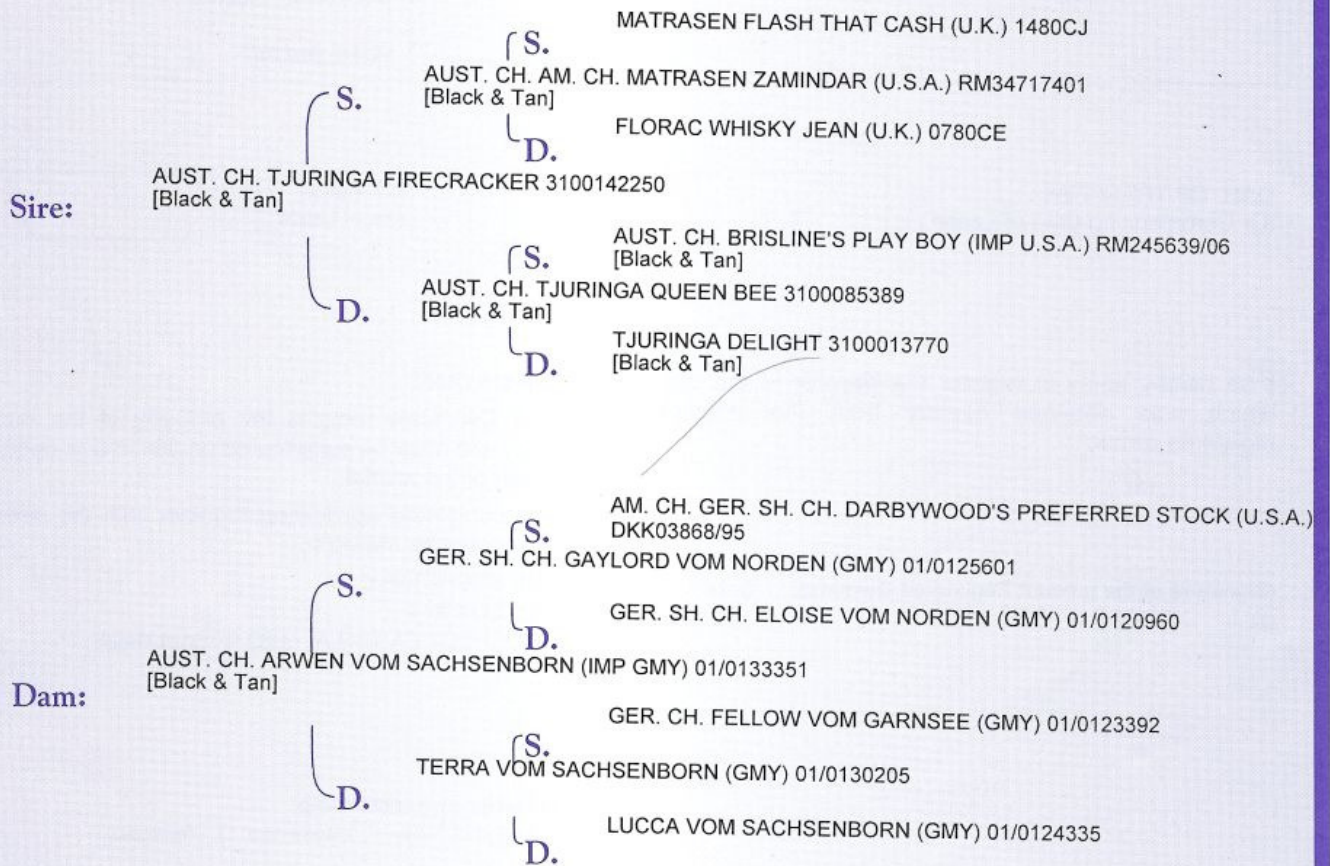 MATRASEN FLASH THAT CASH (U.K.) 1480CJ
S.
AUST. CH. AM. CH. MATRASEN ZAMINDAR (U.S.A.) RM34717401
[Black & Tan]
S.
FLORAC WHISKY JEAN (U.K.) 0780CE
D.
AUST. CH. TJURINGA FIRECRACKER 3100142250
[Black & Tan]
Sire:
AUST. CH. BRISLINE'S PLAY BOY (IMP U.S.A.) RM245639/06
[Black & Tan]
S.
AUST. CH. TJURINGA QUEEN BEE 3100085389
[Black & Tan]
D.
TJURINGA DELIGHT 3100013770
[Black & Tan]
D.
AM. CH. GER. SH. CH. DARBYWOOD'S PREFERRED STOCK (U.S.A.)
DKK03868/95
S.
GER. SH. CH. GAYLORD VOM NORDEN (GMY) 01/0125601
S.
GER. SH. CH. ELOISE VOM NORDEN (GMY) 01/0120960
D.
AUST. CH. ARWEN VOM SACHSENBORN (IMP GMY) 01/0133351
[Black & Tan]
Dam:
GER. CH. FELLOW VOM GARNSEE (GMY) 01/0123392
S.
TERRA VOM SACHSENBORN (GMY) 01/0130205
D.
LUCCA VOM SACHSENBORN (GMY) 01/0124335
D.